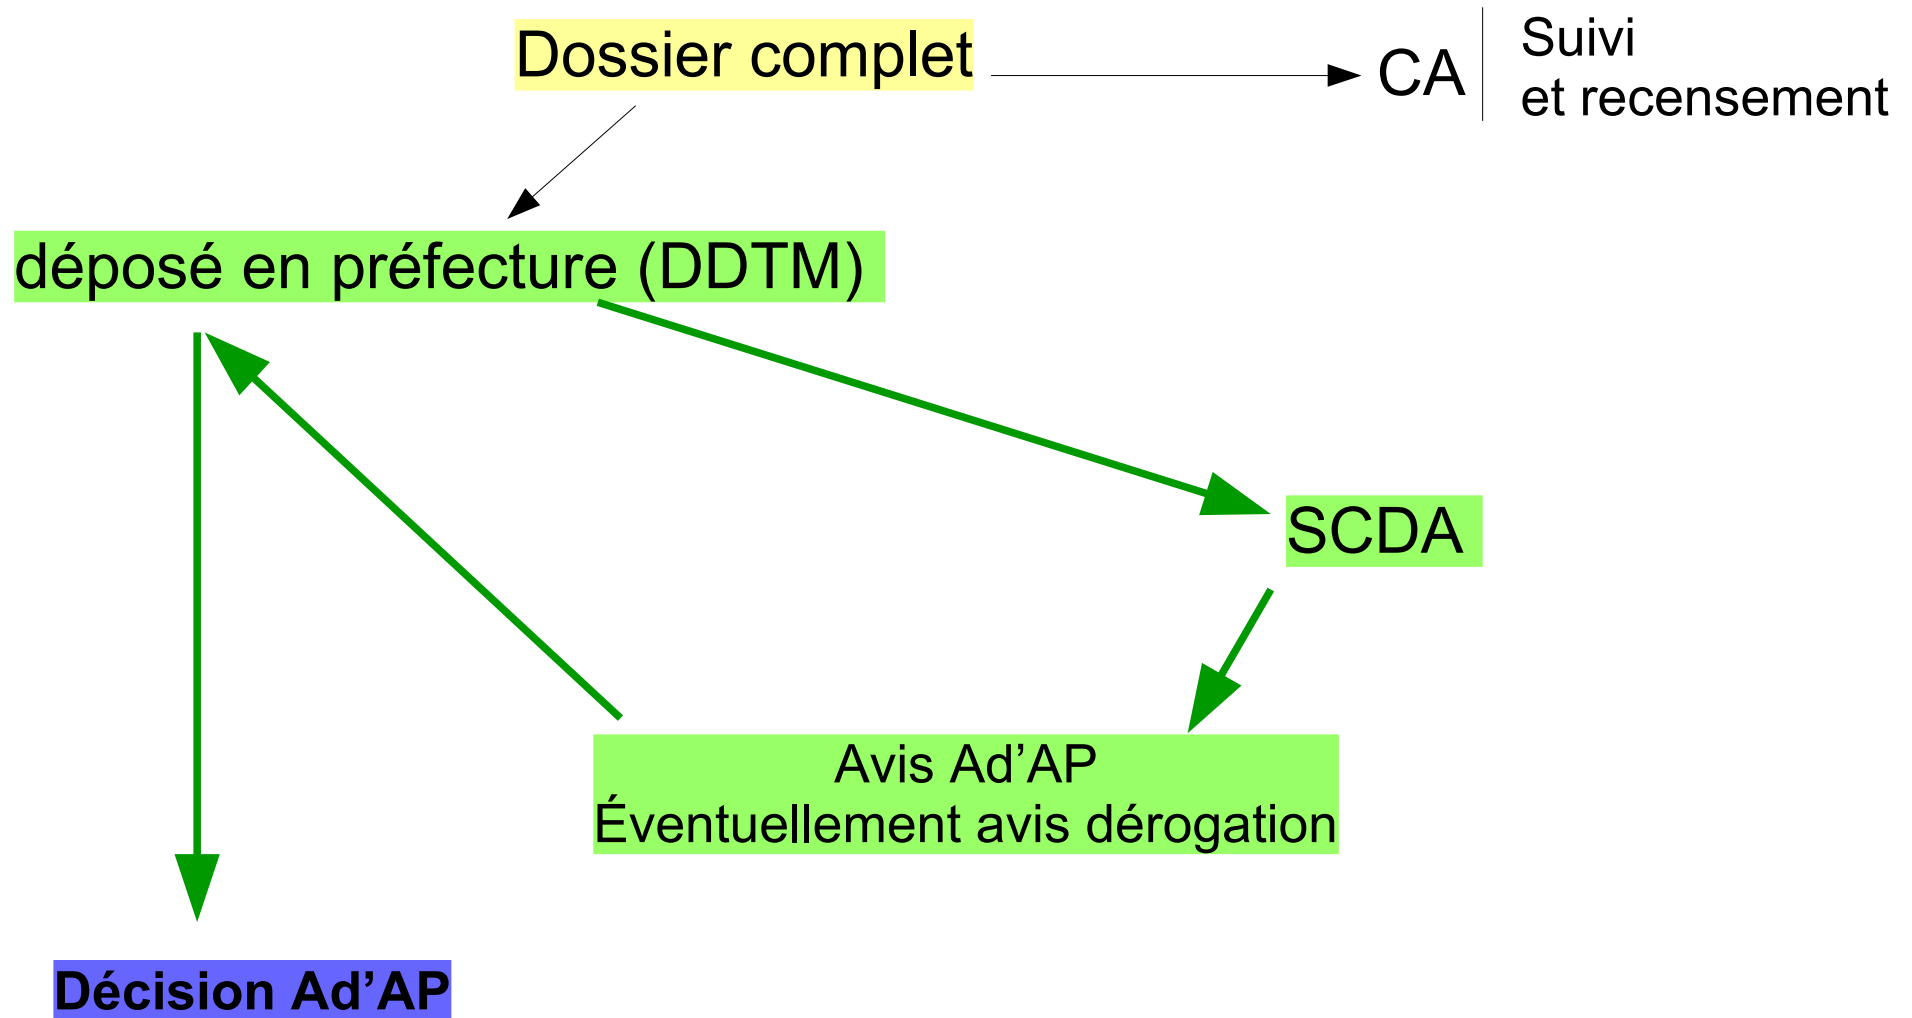 Dossier complet
CA
Suivi
et recensement
déposé en préfecture (DDTM)
SCDA
Avis Ad’AP
Éventuellement avis dérogation
Décision Ad’AP